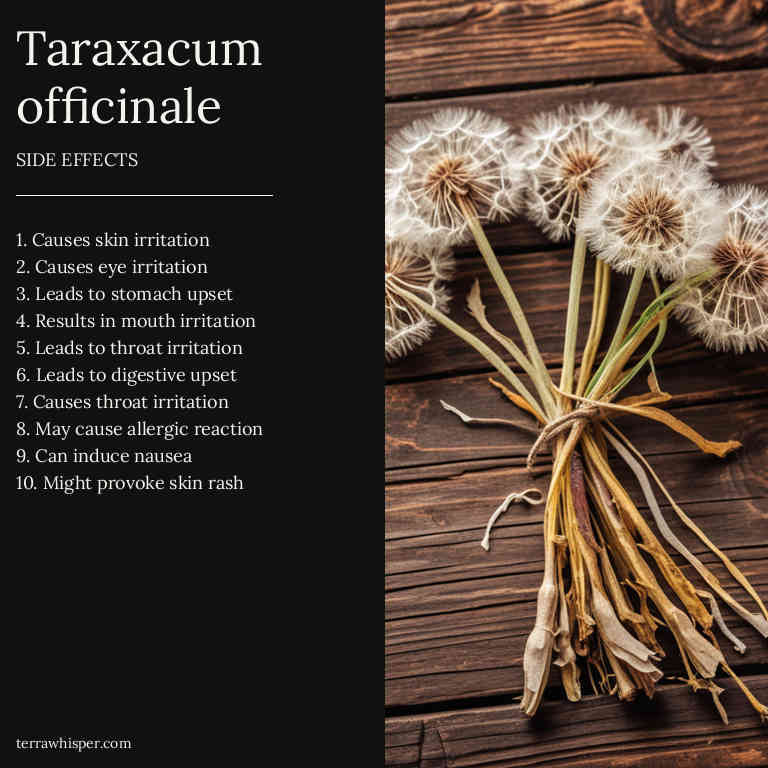 Taraxacum
officinale
SIDE EFFECTS
1. Causes skin irritation
2. Causes eye irritation
3. Leads to stomach upset
4. Results in mouth irritation
5. Leads to throat irritation
6. Leads to digestive upset
7. Causes throat irritation
8. May cause allergic reaction
9. Can induce nausea
10. Might provoke skin rash
terrawhisper.com